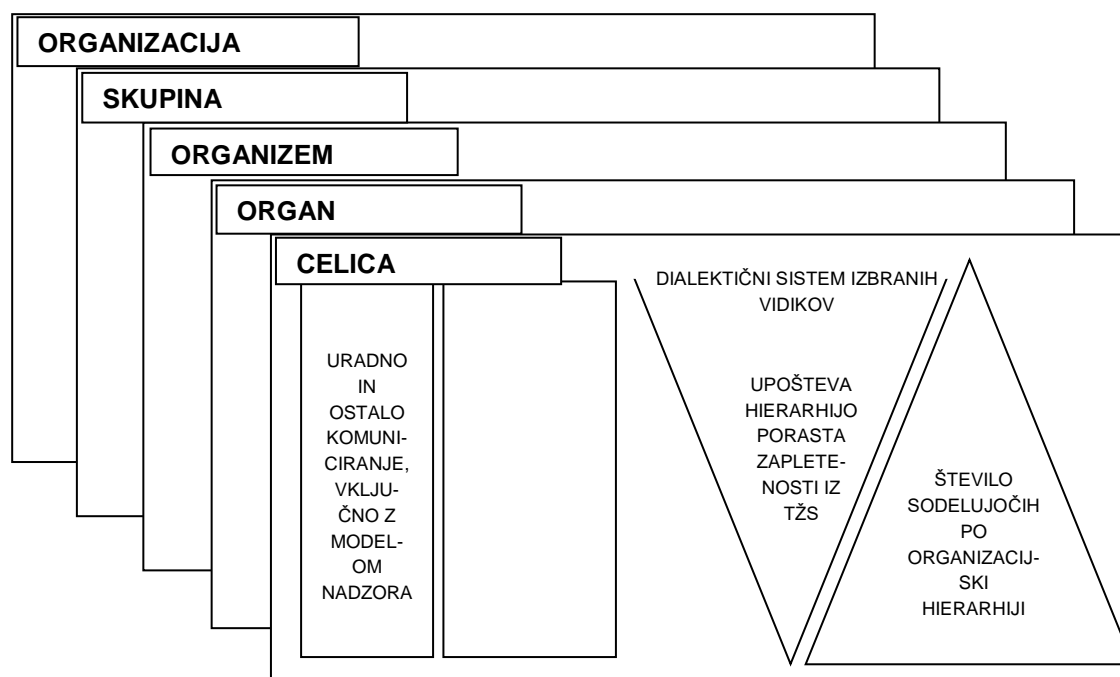 ORGANIZACIJA
SKUPINA
ORGANIZEM
ORGAN
CELICA
URADNO
IN
OSTALO
KOMUNI-
CIRANJE,
VKLJU-
ČNO Z
MODEL-
OM
NADZORA
DIALEKTIČNI SISTEM IZBRANIH
VIDIKOV
UPOŠTEVA
HIERARHIJO
PORASTA
ZAPLETE-
NOSTI IZ
TŽS
ŠTEVILO
SODELUJOČIH
PO
ORGANIZACIJ-
SKI
HIERARHIJI